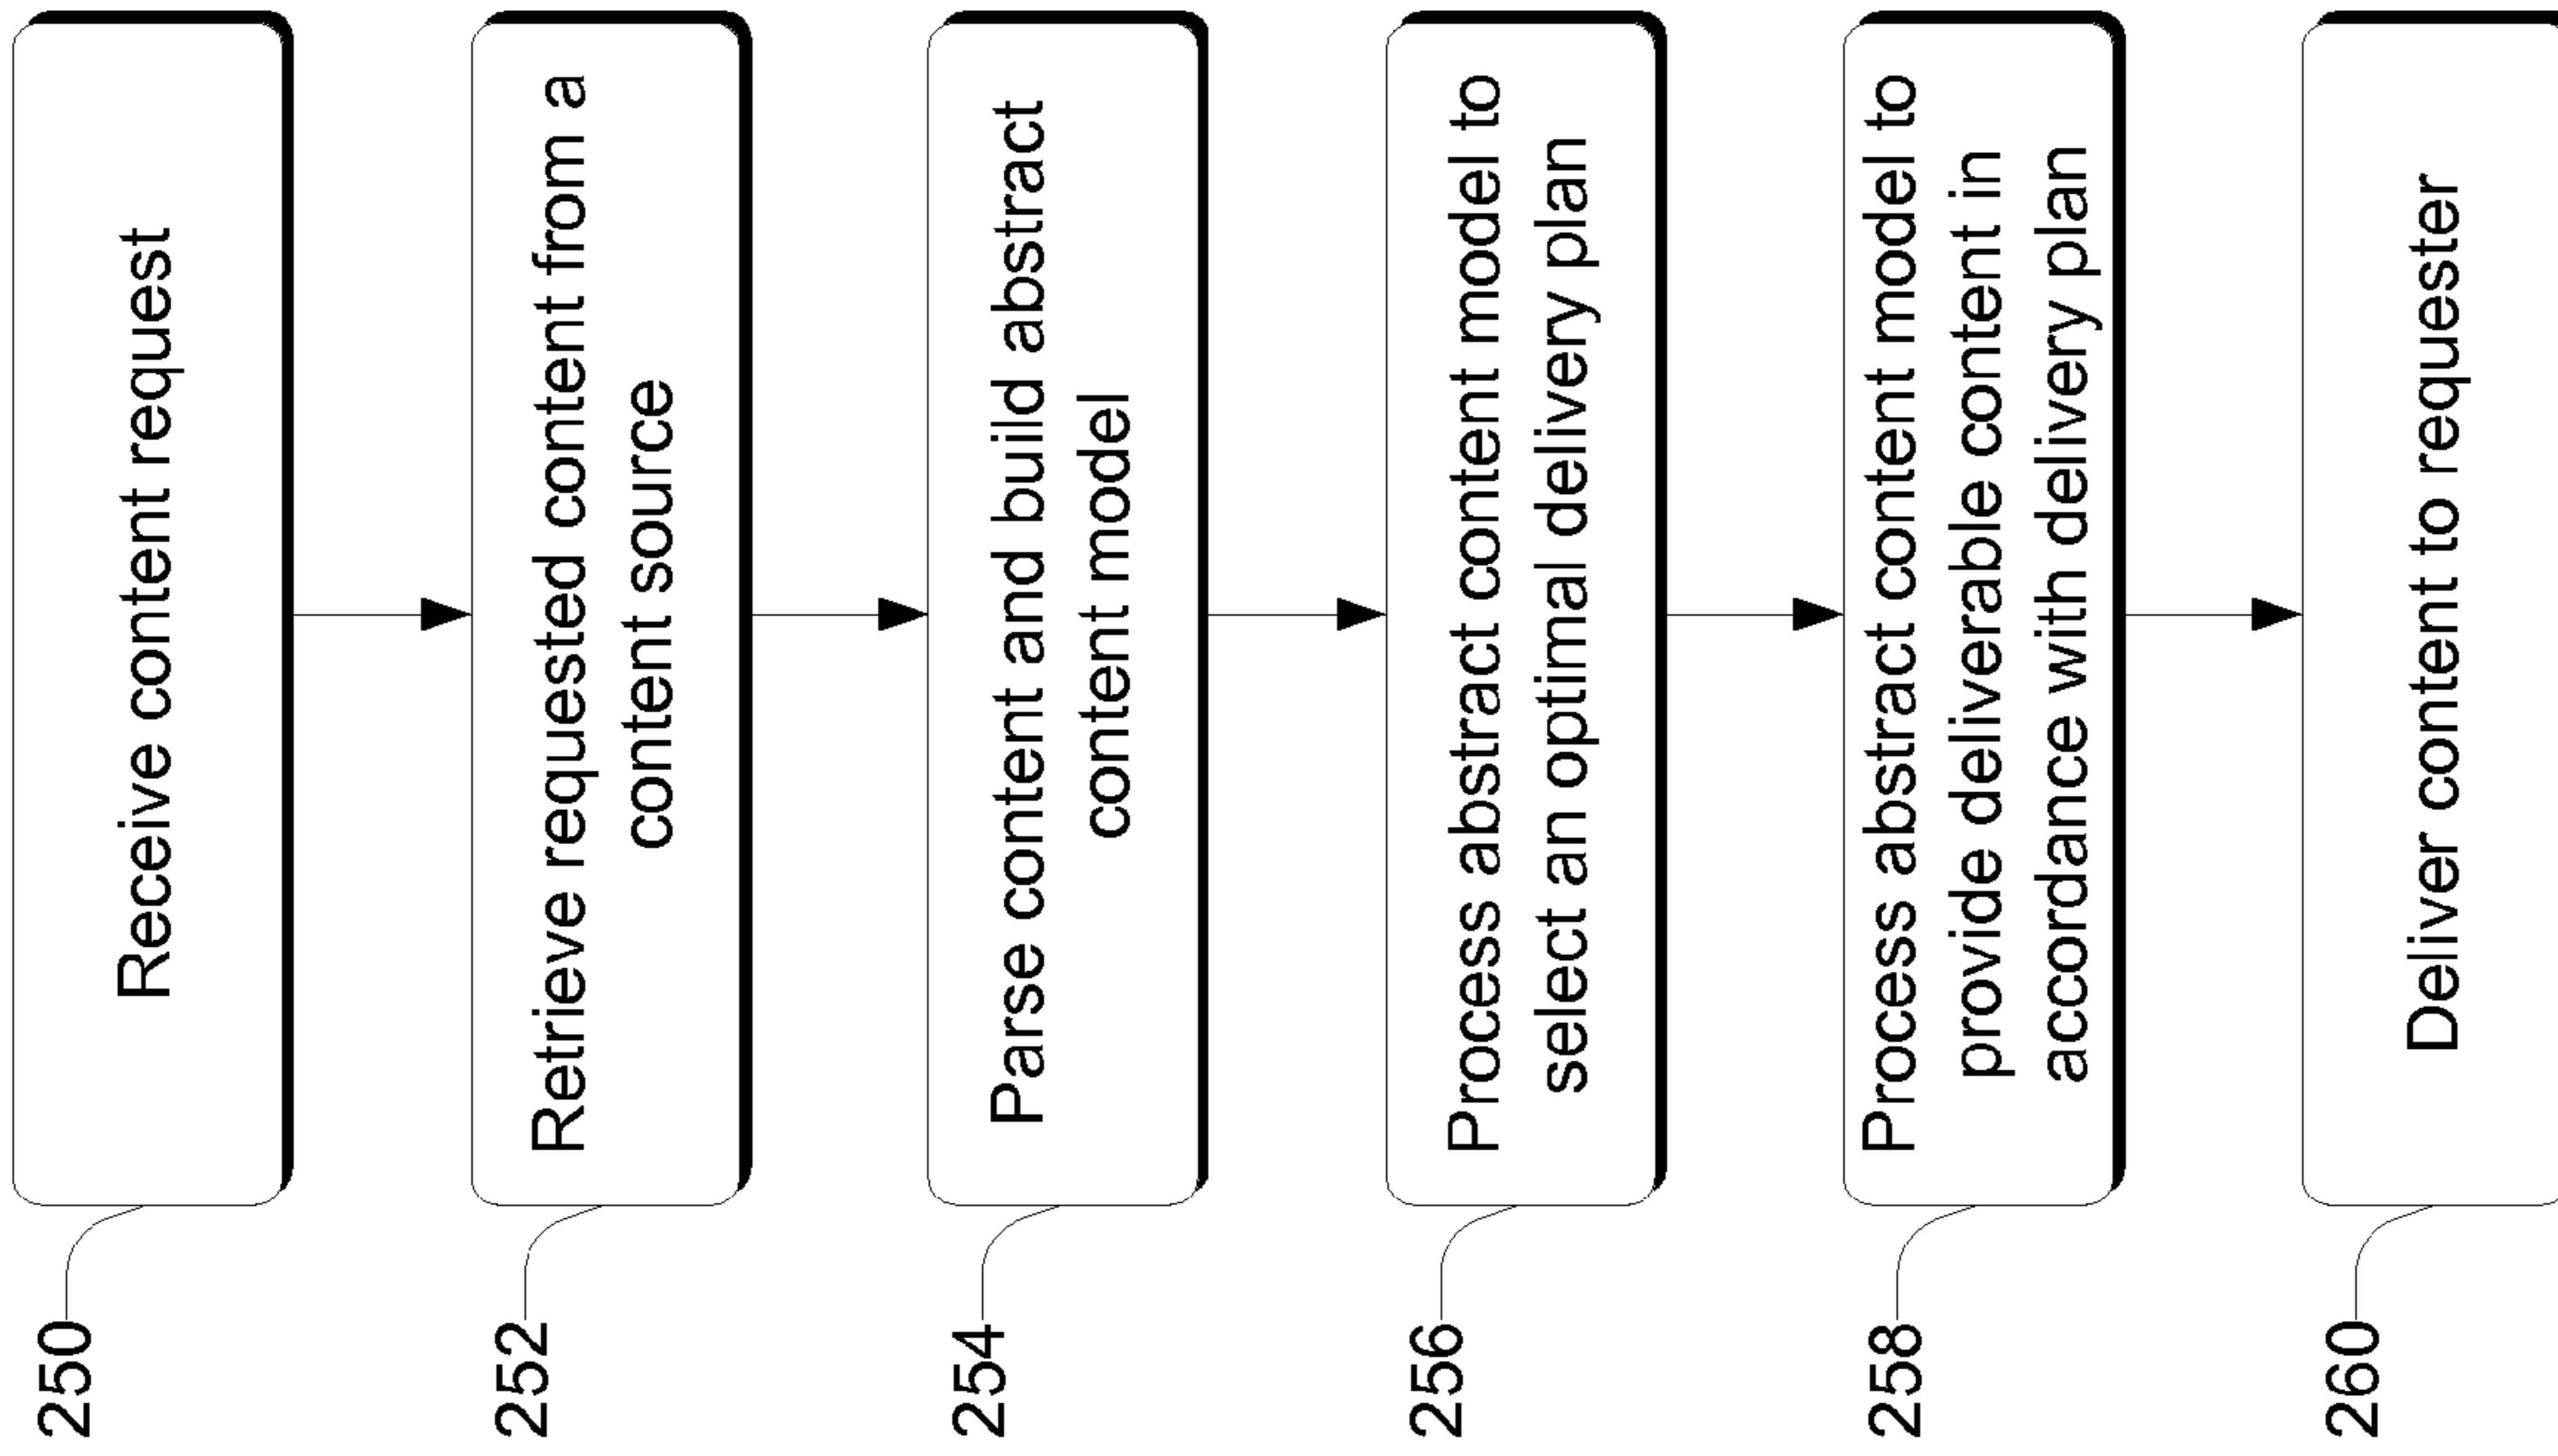 250
Receive content request
252
Retrieve requested content from a
content source
254
Parse content and build abstract
content model
256
Process abstract content model to
select an optimal delivery plan
258
Process abstract content model to
provide deliverable content in
accordance with delivery plan
260
Deliver content to requester